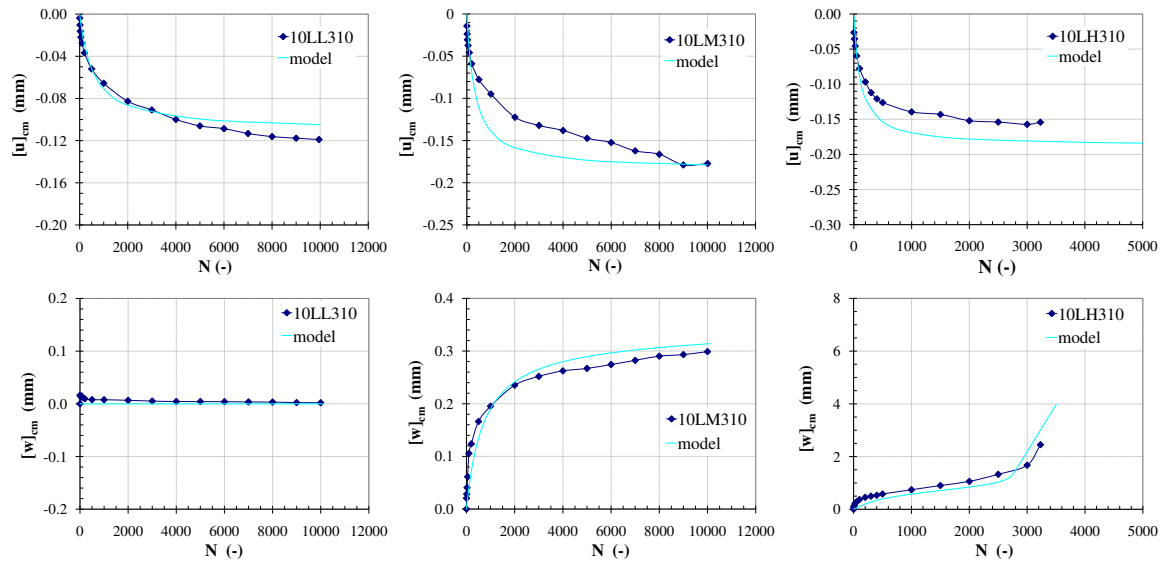 0.00
-0.04
-0.08
-0.12
-0.16
-0.20
[u]cm (mm)
0 2000 4000 6000 8000 10000 12000
N (-)
10LL310
model
0.00
-0.05
-0.1
-0.15
-0.2
-0.25
[u]cm (mm)
0 2000 4000 6000 8000 10000 12000
N (-)
10LM310
model
0.00
-0.05
-0.10
-0.15
-0.20
-0.25
-0.30
[u]cm (mm)
0 1000 2000 3000 4000 5000
N (-)
10LH310
model
0.2
0.1
0.0
-0.1
-0.2
[w]cm (mm)
0 2000 4000 6000 8000 10000 12000
N (-)
10LL310
model
0.4
0.3
0.2
0.1
0.0
[w]cm (mm)
0 2000 4000 6000 8000 10000 12000
N (-)
10LM310
model
8
6
4
2
0
[w]cm (mm)
0 1000 2000 3000 4000 5000
N (-)
10LH310
model